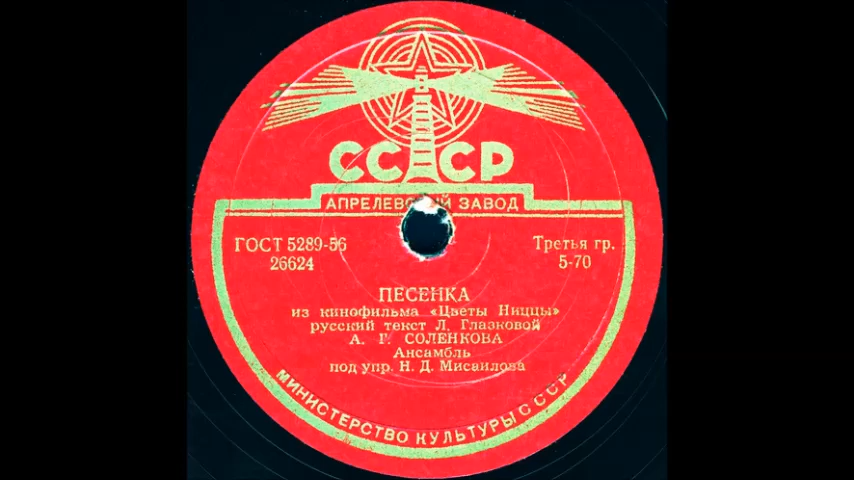 СССР
АПРЕЛЕВСКИЙ ЗАВОД
ГОСТ 5289-56
26624
Третья гр.
5-70
ПЕСЕНКА
из кинофильма «Цветы Ниццы»
русский текст Л. Глазковой
А. Г. СОЛЕНКОВА
Ансамбль
под упр. Н. Д. Мисаилова
МИНИСТЕРСТВО КУЛЬТУРЫ СССР